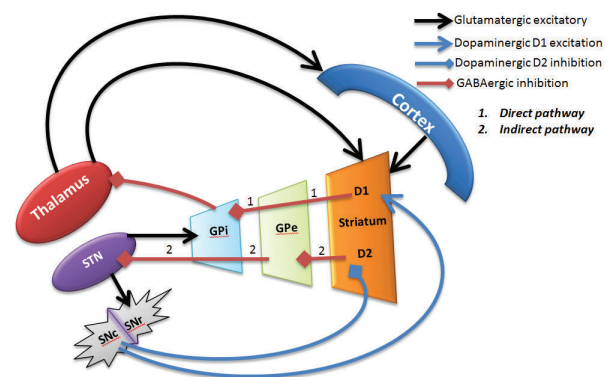 Glutamatergic excitatory
Dopaminergic D1 excitation
Dopaminergic D2 inhibition
GABAergic inhibition
1. Direct pathway
2. Indirect pathway
Cortex
Thalamus
D1
1
1
GPi
GPe
Striatum
STN
2
2
2
D2
SNc
SNr